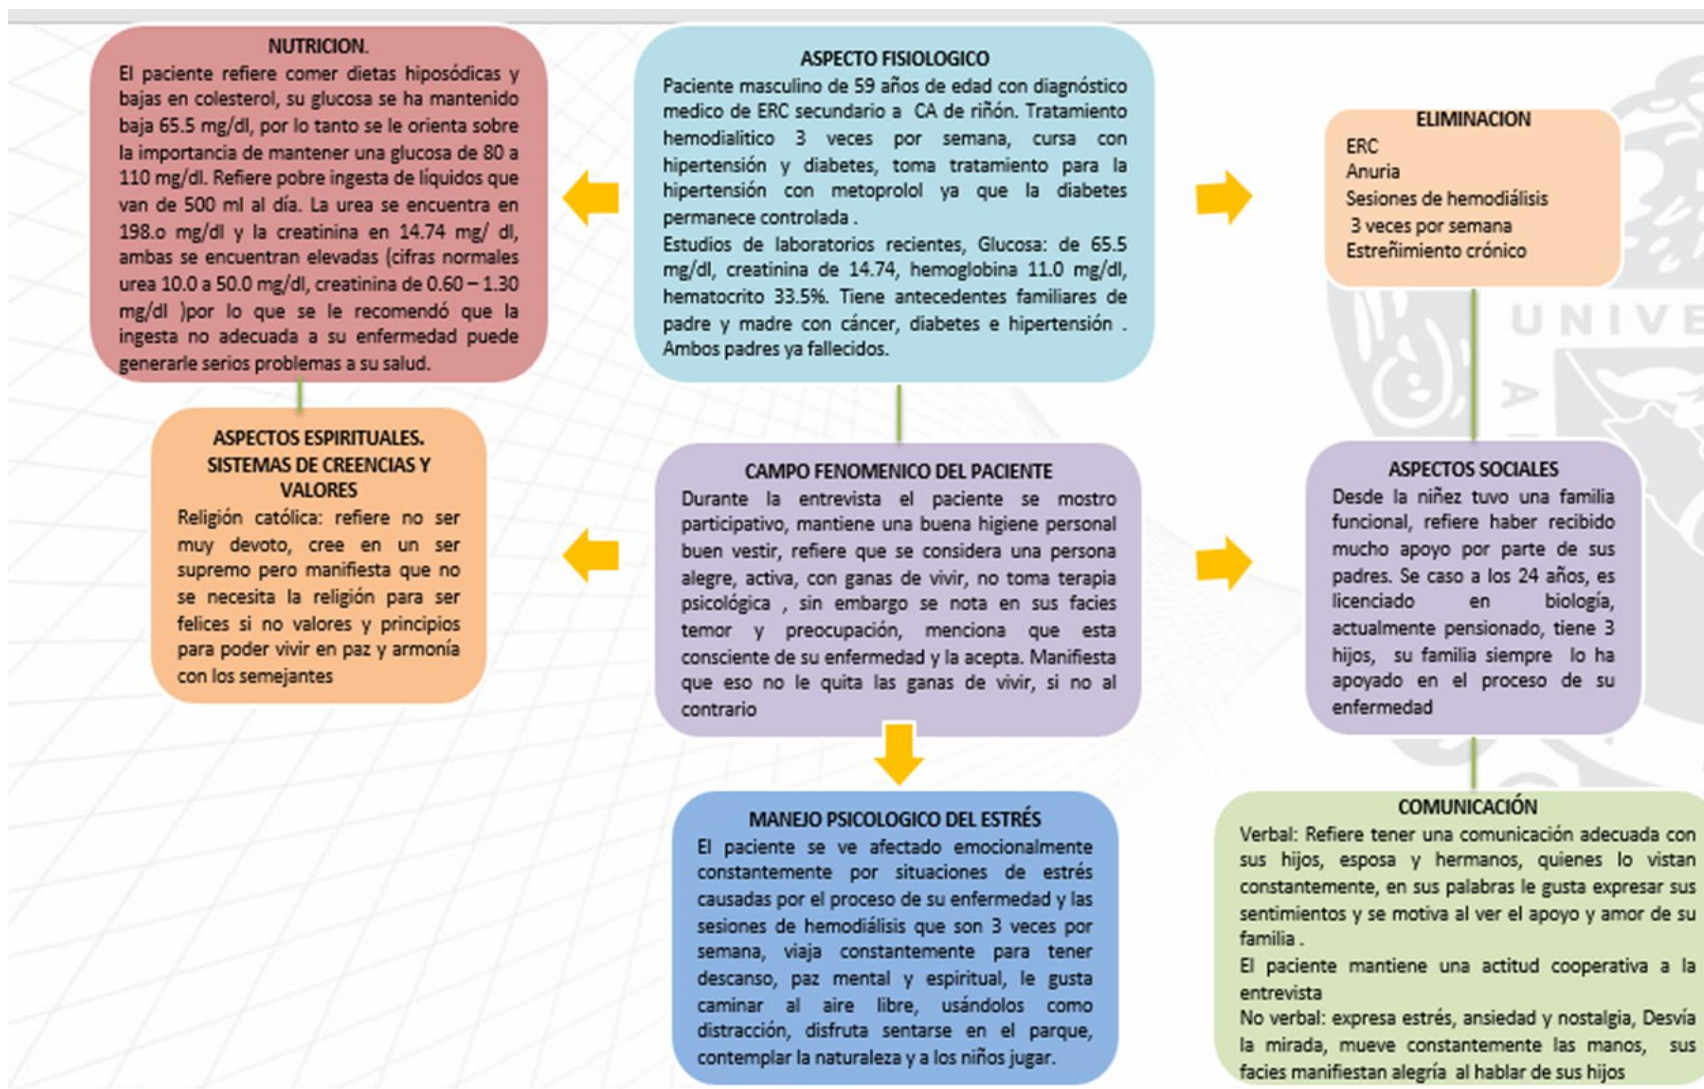 NUTRICION.
El paciente refiere comer dietas hiposódicas y
bajas en colesterol, su glucosa se ha mantenido
baja 65.5 mg/dl, por lo tanto se le orienta sobre
la importancia de mantener una glucosa de 80 a
110 mg/dl. Refiere pobre ingesta de líquidos que
van de 500 ml al día. La urea se encuentra en
198.o mg/dl y la creatinina en 14.74 mg/ dl,
ambas se encuentran elevadas (cifras normales
urea 10.0 a 50.0 mg/dl, creatinina de 0.60 – 1.30
mg/dl )por lo que se le recomendó que la
ingesta no adecuada a su enfermedad puede
generarle serios problemas a su salud.
ASPECTO FISIOLOGICO
Paciente masculino de 59 años de edad con diagnóstico
medico de ERC secundario a CA de riñón. Tratamiento
hemodialitico 3 veces por semana, cursa con
hipertensión y diabetes, toma tratamiento para la
hipertensión con metoprolol ya que la diabetes
permanece controlada .
Estudios de laboratorios recientes, Glucosa: de 65.5
mg/dl, creatinina de 14.74, hemoglobina 11.0 mg/dl,
hematocrito 33.5%. Tiene antecedentes familiares de
padre y madre con cáncer, diabetes e hipertensión .
Ambos padres ya fallecidos.
ELIMINACION
ERC
Anuria
Sesiones de hemodiálisis
3 veces por semana
Estreñimiento crónico
UNIVE
A
ASPECTOS ESPIRITUALES.
SISTEMAS DE CREENCIAS Y
VALORES
Religión católica: refiere no ser
muy devoto, cree en un ser
supremo pero manifiesta que no
se necesita la religión para ser
felices si no valores y principios
para poder vivir en paz y armonía
con los semejantes
CAMPO FENOMENICO DEL PACIENTE
Durante la entrevista el paciente se mostro
participativo, mantiene una buena higiene personal
buen vestir, refiere que se considera una persona
alegre, activa, con ganas de vivir, no toma terapia
psicológica , sin embargo se nota en sus facies
temor y preocupación, menciona que esta
consciente de su enfermedad y la acepta. Manifiesta
que eso no le quita las ganas de vivir, si no al
contrario
ASPECTOS SOCIALES
Desde la niñez tuvo una familia
funcional, refiere haber recibido
mucho apoyo por parte de sus
padres. Se caso a los 24 años, es
licenciado en biología,
actualmente pensionado, tiene 3
hijos, su familia siempre lo ha
apoyado en el proceso de su
enfermedad
MANEJO PSICOLOGICO DEL ESTRÉS
El paciente se ve afectado emocionalmente
constantemente por situaciones de estrés
causadas por el proceso de su enfermedad y las
sesiones de hemodiálisis que son 3 veces por
semana, viaja constantemente para tener
descanso, paz mental y espiritual, le gusta
caminar al aire libre, usándolos como
distracción, disfruta sentarse en el parque,
contemplar la naturaleza y a los niños jugar.
COMUNICACIÓN
Verbal: Refiere tener una comunicación adecuada con
sus hijos, esposa y hermanos, quienes lo vistan
constantemente, en sus palabras le gusta expresar sus
sentimientos y se motiva al ver el apoyo y amor de su
familia .
El paciente mantiene una actitud cooperativa a la
entrevista
No verbal: expresa estrés, ansiedad y nostalgia, Desvía
la mirada, mueve constantemente las manos, sus
facies manifiestan alegría al hablar de sus hijos